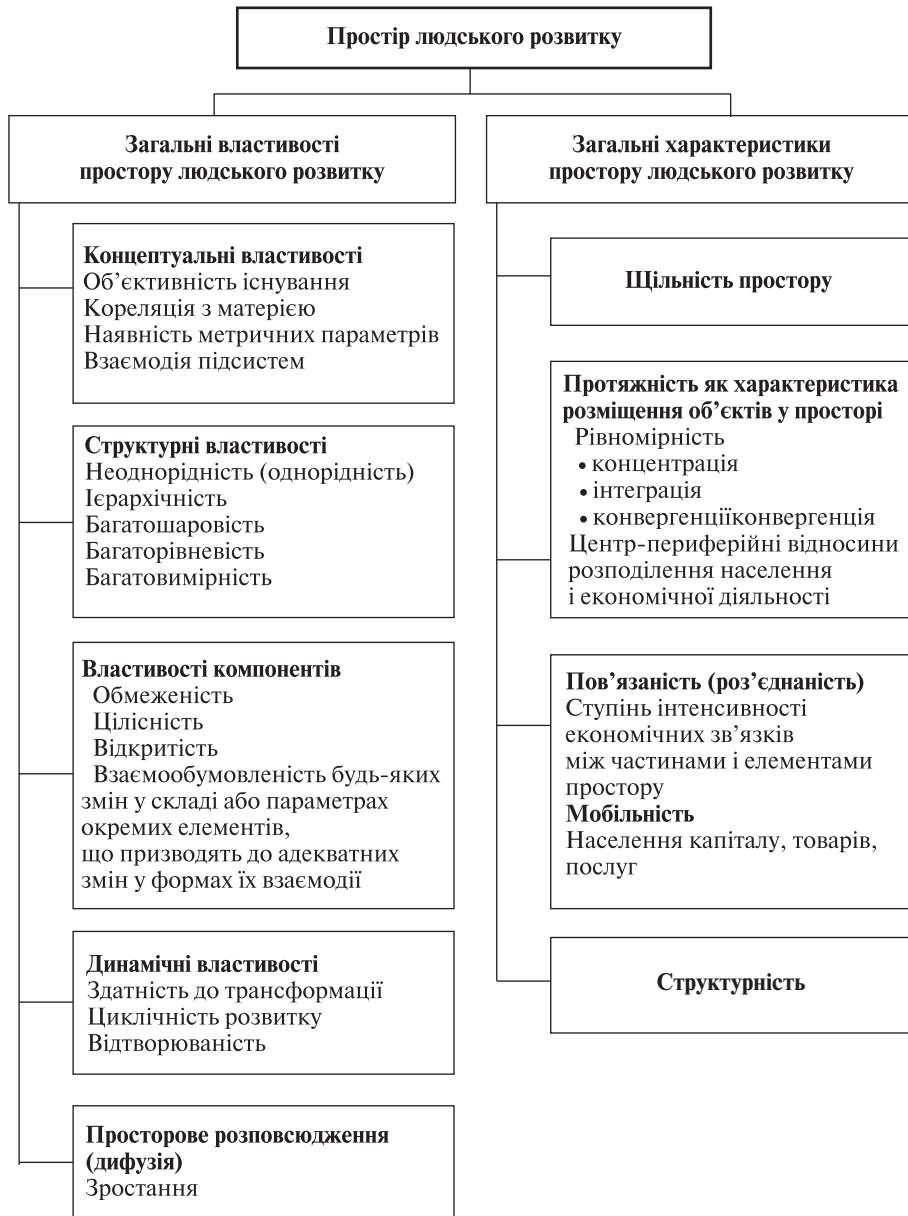 Простір людського розвитку
Загальні властивості
простору людського розвитку
Концептуальні властивості
Об’єктивність існування
Кореляція з матерією
Наявність метричних параметрів
Взаємодія підсистем
Структурні властивості
Неоднорідність (однорідність)
Ієрархічність
Багатошаровість
Багаторівневість
Багатовимірність
Властивості компонентів
Обмеженість
Цілісність
Відкритість
Взаємообумовленість будь-яких
змін у складі або параметрах
окремих елементів,
що призводять до адекватних
змін у формах їх взаємодії
Динамічні властивості
Здатність до трансформації
Циклічність розвитку
Відтворюваність
Просторове розповсюдження
(дифузія)
Зростання
Загальні характеристики
простору людського розвитку
Щільність простору
Протяжність як характеристика
розміщення об’єктів у просторі
Рівномірність
• концентрація
• інтеграція
• конвергенціїконвергенція
Центр-периферійні відносини
розподілення населення
і економічної діяльності
Пов’язаність (роз’єднаність)
Ступінь інтенсивності
економічних зв’язків
між частинами і елементами
простору
Мобільність
Населення капіталу, товарів,
послуг
Структурність